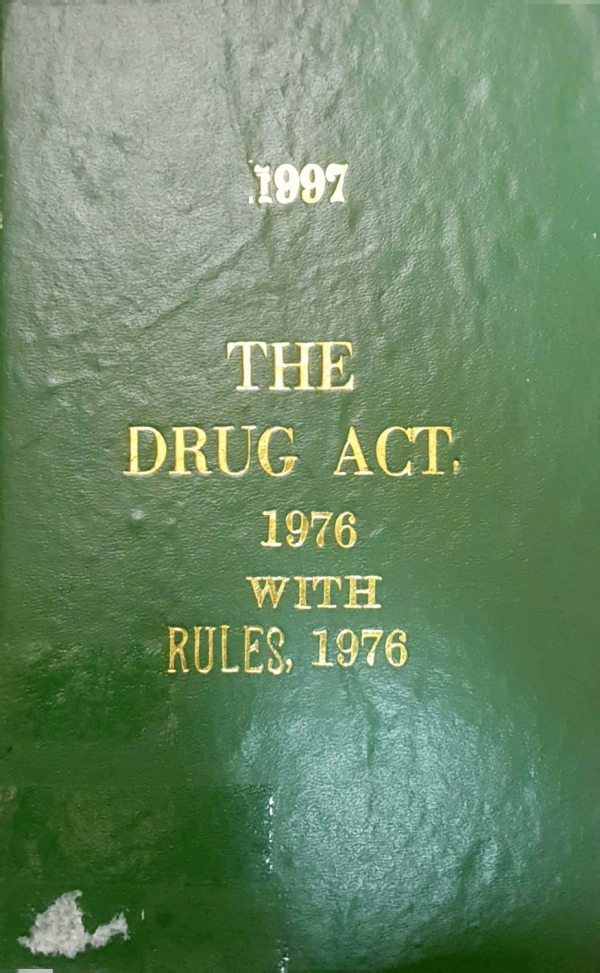 1997
THE
DRUG ACT.
1976
WITH
RULES, 1976